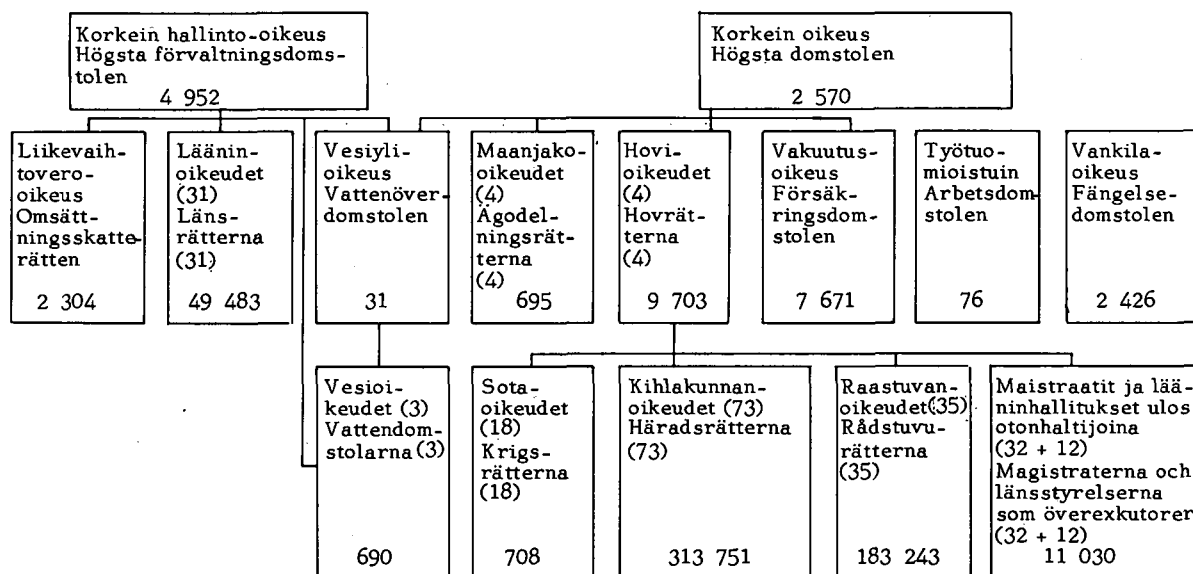 Korkein hallinto-oikeus
Högsta förvaltningsdoms-
tolen
4 952
Korkein oikeus
Högsta domstolen
2 570
Liikevaih-
tovero-
oikeus
Omsätt-
ningsskatte-
rätten
2 304
Läänin-
oikeudet
(31)
Läns-
rätterna
(31)
49 483
Vesiyli-
oikeus
Vattenöver-
domstolen
31
Maanjako-
oikeudet
(4)
Ägodel-
ningsrät-
terna
(4)
695
Hovi-
oikeudet
(4)
Hovrät-
terna
(4)
9 703
Vakuutus-
oikeus
Försäk-
ringsdom-
stolen
7 671
Työtuo-
mioistuin
Arbetsdom-
stolen
76
Vankila-
oikeus
Fängelse-
domstolen
2 426
Vesioi-
keudet (3)
Vattendom-
stolarna (3)
690
Sota-
oikeudet
(18)
Krigs-
rätterna
(18)
708
Kihlakunnan-
oikeudet (73)
Häradsrätterna
(73)
313 751
Raastuvan-
oikeudet (35)
Rådstuvu-
rätterna
(35)
183 243
Maistraatit ja lää-
ninhallitukset ulos
otonhaltijoina
(32 + 12)
Magistraterna och
länsstyrelserna
som överexkutorer
(32 + 12)
11 030